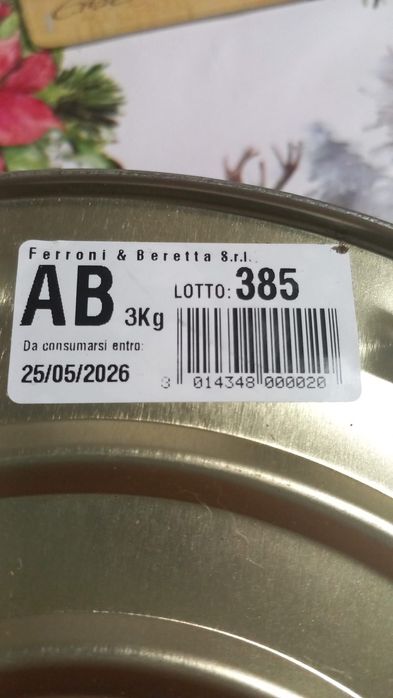 Ferroni & Beretta S.r.l.
AB 3Kg
LOTTO: 385
Da consumarsi entro:
25/05/2026
8 014348 000020